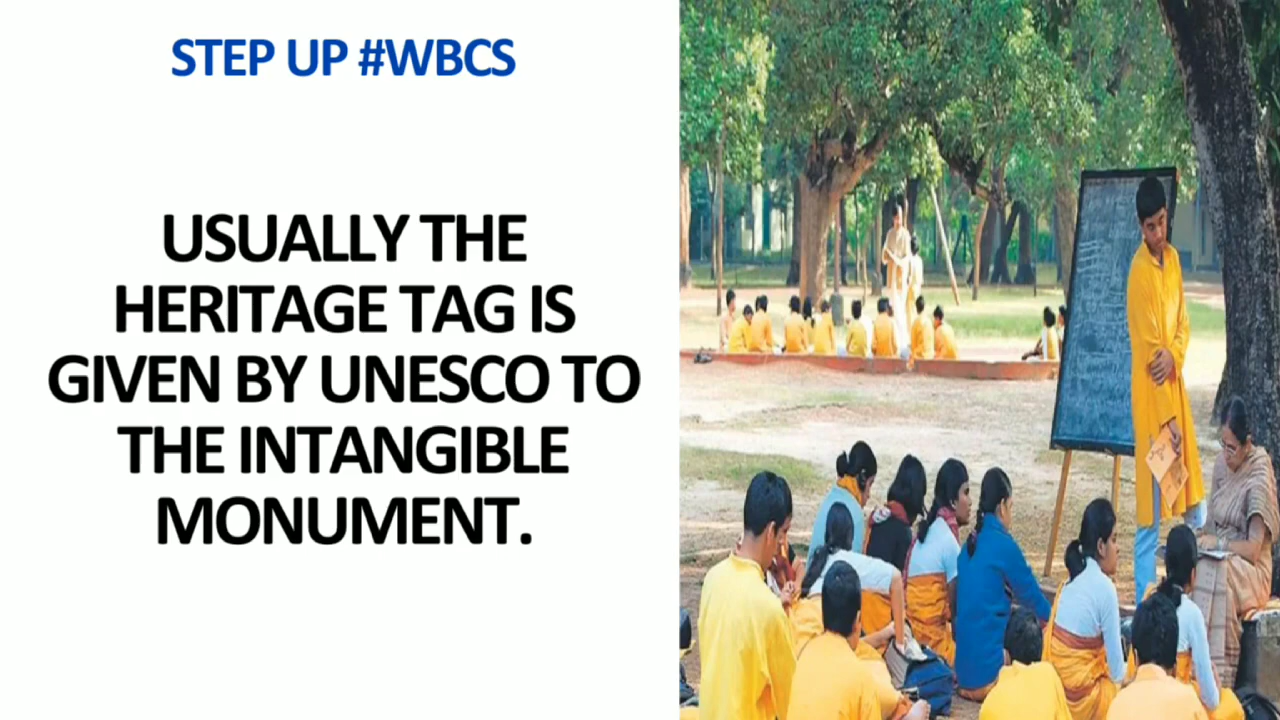 STEP UP #WBCS
USUALLY THE
HERITAGE TAG IS
GIVEN BY UNESCO TO
THE INTANGIBLE
MONUMENT.